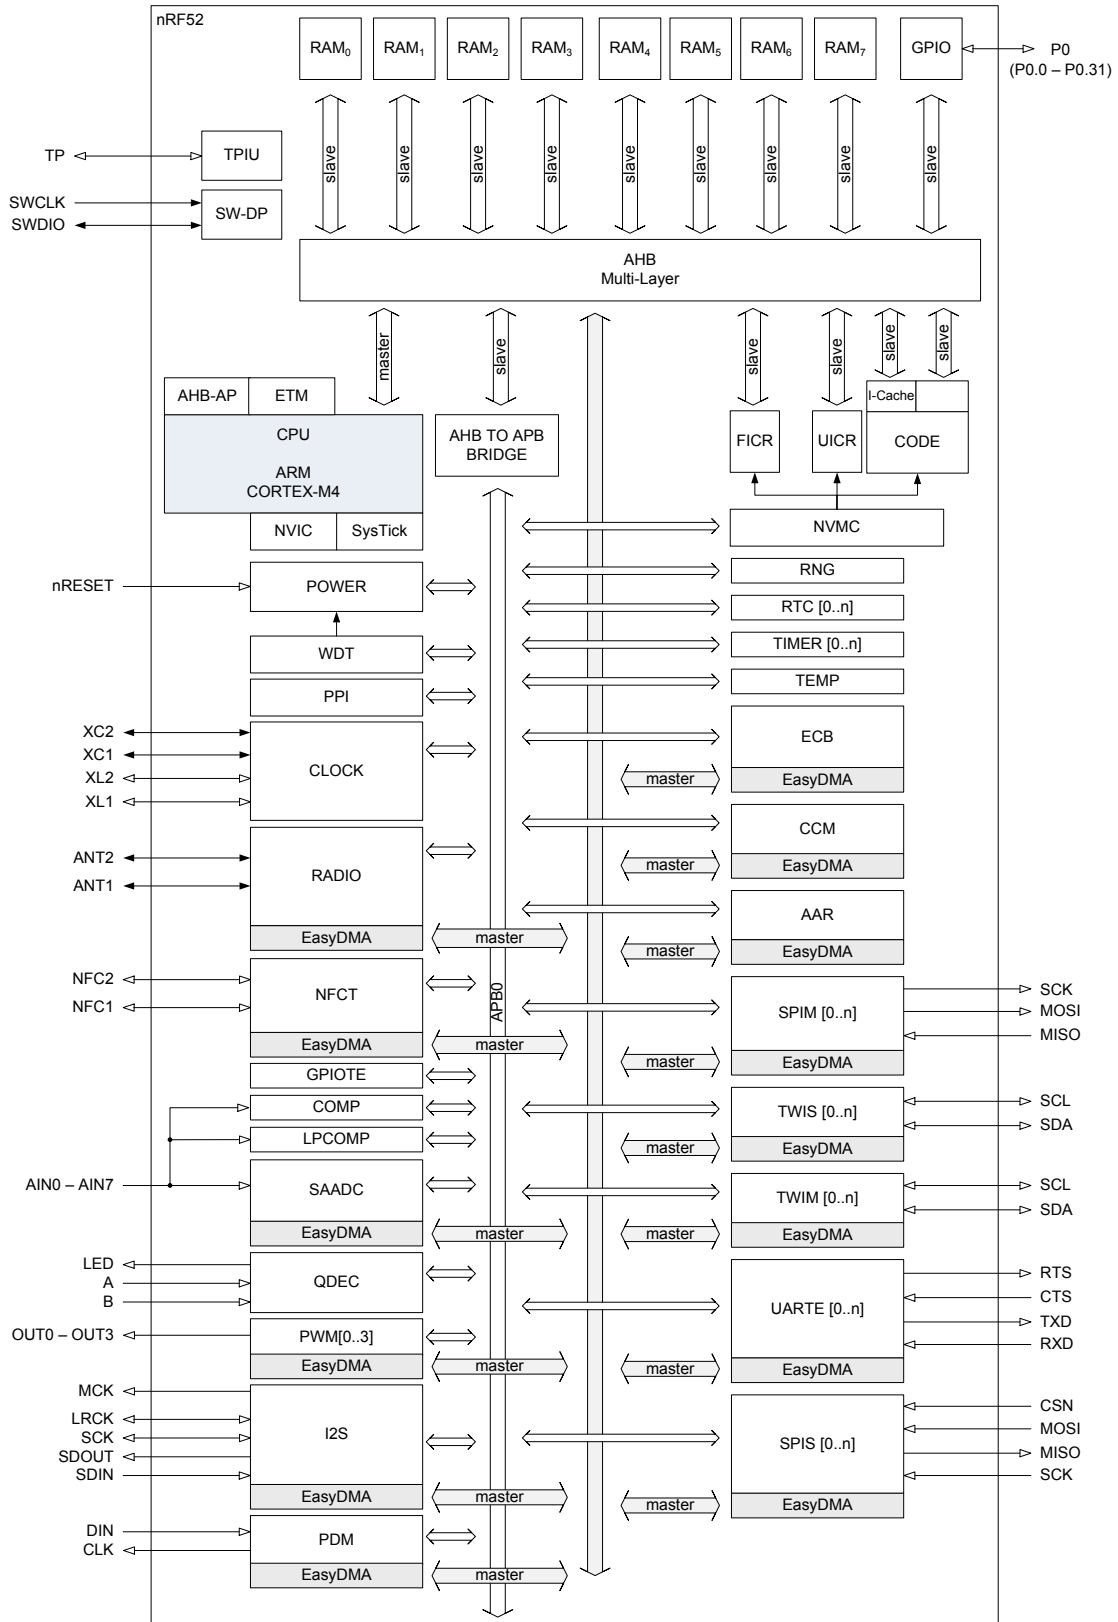 nRF52
RAM0 RAM1 RAM2 RAM3 RAM4 RAM5 RAM6 RAM7 GPIO P0
(P0.0 – P0.31)
slave slave slave slave slave slave slave slave slave
TP TPIU
SWCLK
SWDIO
SW-DP
AHB
Multi-Layer
master slave slave slave slave slave
AHB-AP ETM
CPU
ARM
CORTEX-M4
NVIC SysTick
AHB TO APB
BRIDGE
FICR UICR
I-Cache
CODE
NVMC
nRESET POWER
RNG
RTC [0..n]
WDT
TIMER [0..n]
PPI
TEMP
XC2
XC1
XL2
XL1
CLOCK
ECB
master EasyDMA
CCM
master EasyDMA
ANT2
ANT1
RADIO
EasyDMA master
AAR
master EasyDMA
APB0
NFC2
NFC1
NFCT
EasyDMA master
SPIM [0..n]
master EasyDMA
SCK
MOSI
MISO
GPIOTE
COMP
LPCOMP
TWIS [0..n]
master EasyDMA
SCL
SDA
AIN0 – AIN7 SAADC
EasyDMA master
TWIM [0..n]
master EasyDMA
SCL
SDA
LED
A
B
QDEC
OUT0 – OUT3 PWM[0..3]
EasyDMA master
UARTE [0..n]
master EasyDMA
RTS
CTS
TXD
RXD
MCK
LRCK
SCK
SDOUT
SDIN
I2S
EasyDMA master
SPIS [0..n]
master EasyDMA
CSN
MOSI
MISO
SCK
DIN
CLK
PDM
EasyDMA master